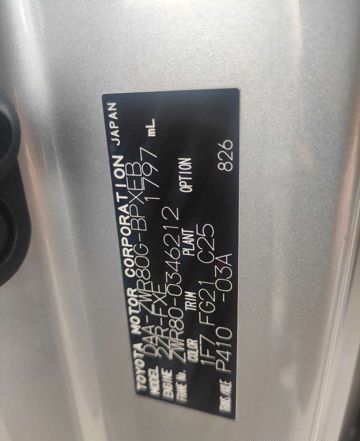 TOYOTA MOTOR CORPORATION JAPAN
MODEL DAA-ZWR80G-BPXEB
ENGINE 2ZR-FXE 1797 mL
FRAME No. ZWR80-0346212
COLOR TRIM PLANT OPTION
1F7 FG21 C25
TRANS./AXLE P410 -03A 826